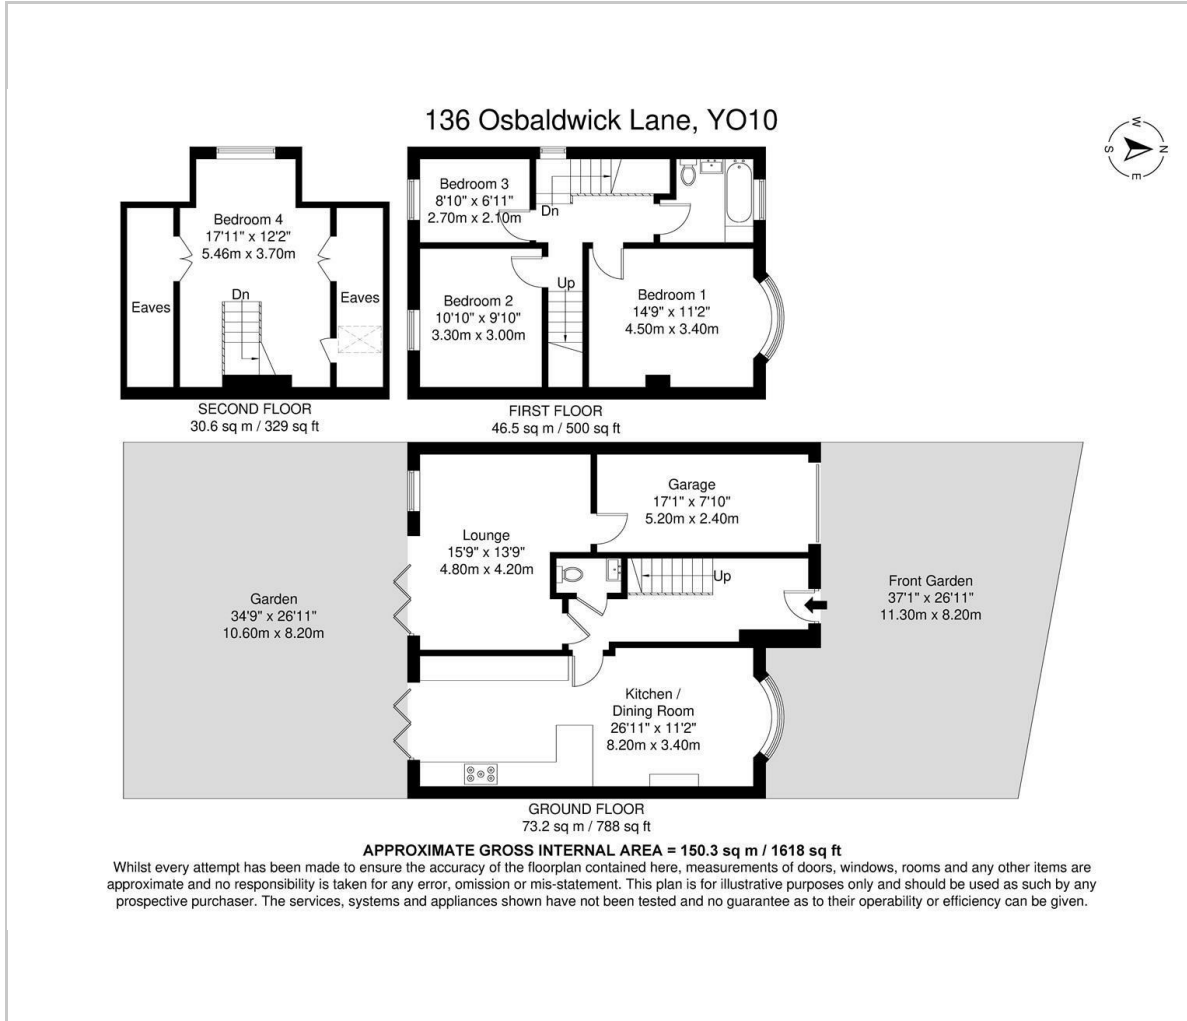 136 Osbaldwick Lane, YO10
W
S
N
E
Bedroom 4
17'11" x 12'2"
5.46m x 3.70m
Dn
Eaves
Eaves
SECOND FLOOR
30.6 sq m / 329 sq ft
Bedroom 3
8'10" x 6'11"
2.70m x 2.10m
Dn
Up
Bedroom 2
10'10" x 9'10"
3.30m x 3.00m
Bedroom 1
14'9" x 11'2"
4.50m x 3.40m
FIRST FLOOR
46.5 sq m / 500 sq ft
Garden
34'9" x 26'11"
10.60m x 8.20m
Lounge
15'9" x 13'9"
4.80m x 4.20m
Garage
17'1" x 7'10"
5.20m x 2.40m
Up
Front Garden
37'1" x 26'11"
11.30m x 8.20m
Kitchen /
Dining Room
26'11" x 11'2"
8.20m x 3.40m
GROUND FLOOR
73.2 sq m / 788 sq ft
APPROXIMATE GROSS INTERNAL AREA = 150.3 sq m / 1618 sq ft
Whilst every attempt has been made to ensure the accuracy of the floorplan contained here, measurements of doors, windows, rooms and any other items are
approximate and no responsibility is taken for any error, omission or mis-statement. This plan is for illustrative purposes only and should be used as such by any
prospective purchaser. The services, systems and appliances shown have not been tested and no guarantee as to their operability or efficiency can be given.